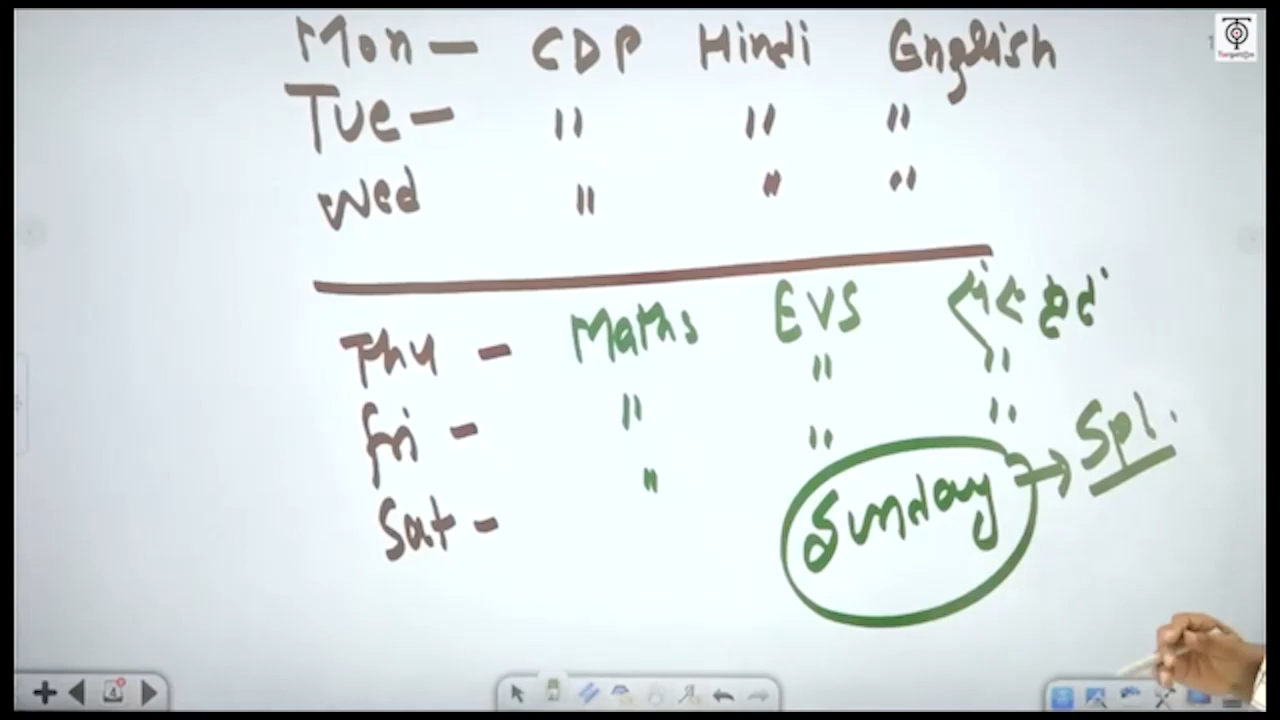 Mon - CDP Hindi English
Tue - " " "
Wed " " "
Thu - Maths EVS संस्कृत
Fri - " " "
Sat - " " "
Sunday → Spl.